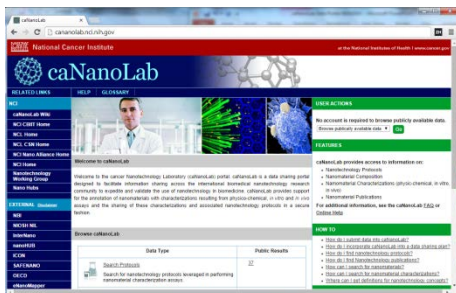 caNanoLab
cananolab.nci.nih.gov
National Cancer Institute
at the National Institutes of Health | www.cancer.gov
caNanoLab
RELATED LINKS
HELP
GLOSSARY
NCI
caNanoLab Wiki
NCI CBIIT Home
NCL Home
NCI CSN Home
NCI Nano Alliance Home
NCI Home
Nanotechnology
Working Group
Nano Hubs
EXTERNAL Disclaimer
NBI
NIOSH NIL
InterNano
nanoHUB
ICON
SAFENANO
OECD
eNanoMapper
Welcome to caNanoLab
Welcome to the cancer Nanotechnology Laboratory (caNanoLab) portal. caNanoLab is a data sharing portal
designed to facilitate information sharing across the international biomedical nanotechnology research
community to expedite and validate the use of nanotechnology in biomedicine. caNanoLab provides support
for the annotation of nanomaterials with characterizations resulting from physico-chemical, in vitro and in vivo
assays and the sharing of these characterizations and associated nanotechnology protocols in a secure
fashion.
Browse caNanoLab
Data Type
Public Results
Search Protocols
37
Search for nanotechnology protocols leveraged in performing
nanomaterial characterization assays.
USER ACTIONS
No account is required to browse publicly available data.
Browse publicly available data
Go
FEATURES
caNanoLab provides access to information on:
Nanotechnology Protocols
Nanomaterial Composition
Nanomaterial Characterizations (physico-chemical, in vitro,
in vivo)
Nanomaterial Publications
For additional information, see the caNanoLab FAQ or
Online Help
HOW TO
How do I submit data into caNanoLab?
How do I incorporate caNanoLab into a data sharing plan?
How do I find nanotechnology protocols?
How do I find Nanotechnology publications?
How can I search for nanomaterials?
How can I search for nanomaterial characterizations?
Where can I get definitions for nanotechnology concepts?